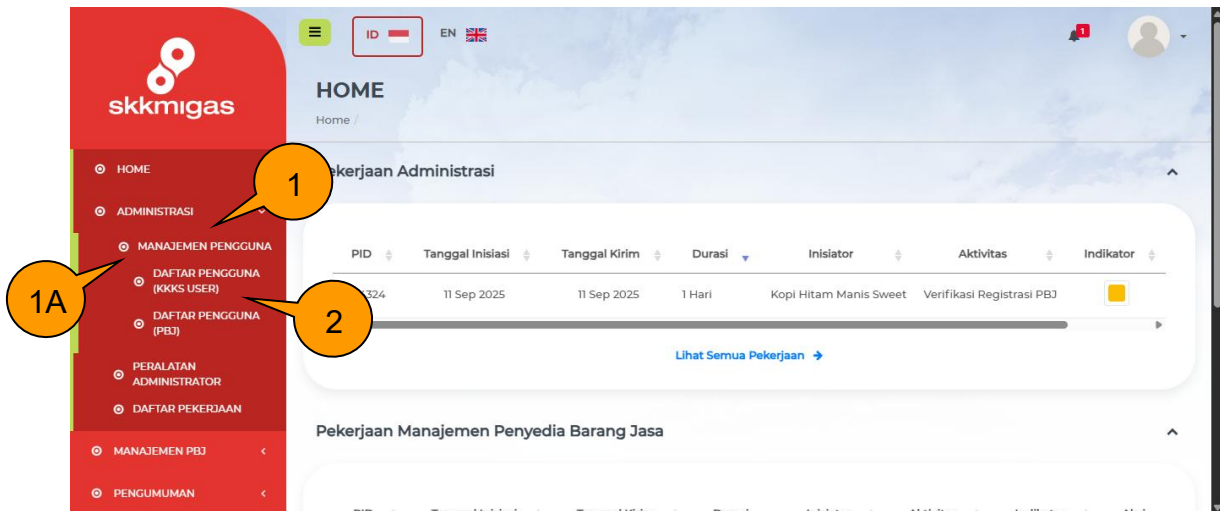 skkmigas
ID
EN
1
HOME
Home /
HOME
ADMINISTRASI
MANAJEMEN PENGGUNA
DAFTAR PENGGUNA
(KKKS USER)
DAFTAR PENGGUNA
(PBJ)
PERALATAN
ADMINISTRATOR
DAFTAR PEKERJAAN
MANAJEMEN PBJ
PENGUMUMAN
1
1A
2
ekerjaan Administrasi
PID Tanggal Inisiasi Tanggal Kirim Durasi Inisiator Aktivitas Indikator
324 11 Sep 2025 11 Sep 2025 1 Hari Kopi Hitam Manis Sweet Verifikasi Registrasi PBJ
Lihat Semua Pekerjaan
Pekerjaan Manajemen Penyedia Barang Jasa